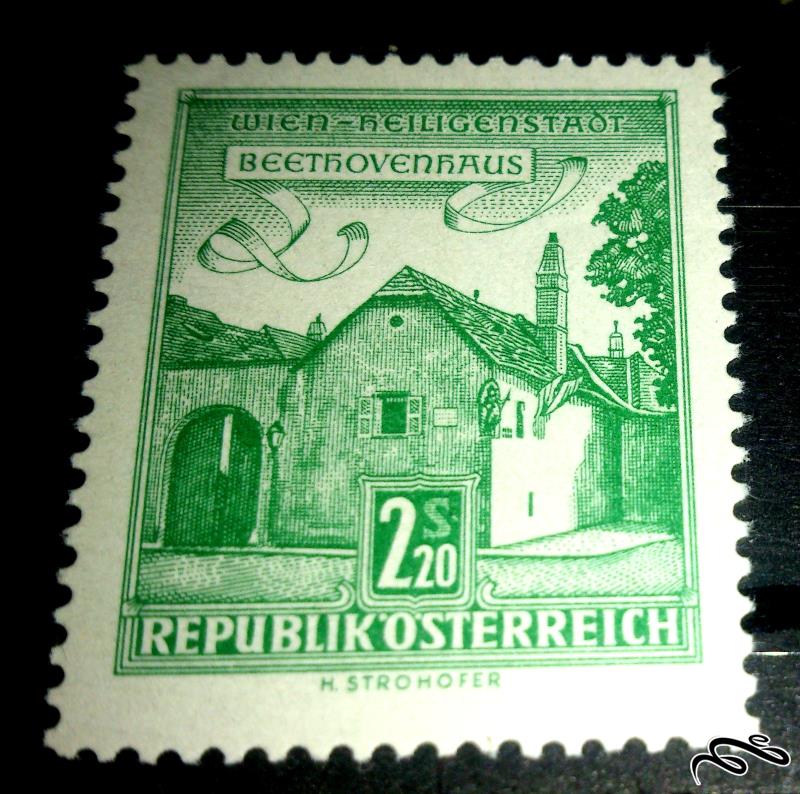 WIEN-HEILIGENSTADT
BEETHOVENHAUS
2 S
20
REPUBLIK ÖSTERREICH
H. STROHOFER